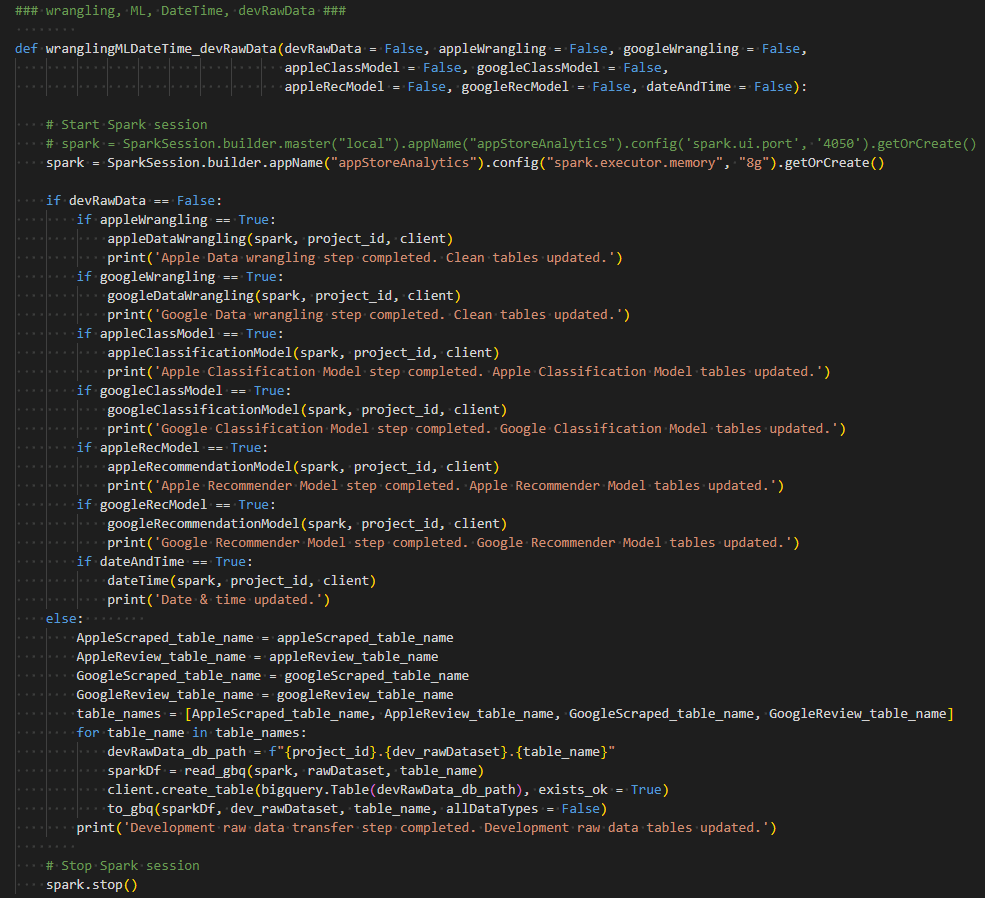 ### wrangling, ML, DateTime, devRawData ###
def wranglingMLDateTime_devRawData(devRawData = False, appleWrangling = False, googleWrangling = False,
appleClassModel = False, googleClassModel = False,
appleRecModel = False, googleRecModel = False, dateAndTime = False):
# Start Spark session
# spark = SparkSession.builder.master("local").appName("appStoreAnalytics").config('spark.ui.port', '4050').getOrCreate()
spark = SparkSession.builder.appName("appStoreAnalytics").config("spark.executor.memory", "8g").getOrCreate()
if devRawData == False:
if appleWrangling == True:
appleDataWrangling(spark, project_id, client)
print('Apple Data wrangling step completed. Clean tables updated.')
if googleWrangling == True:
googleDataWrangling(spark, project_id, client)
print('Google Data wrangling step completed. Clean tables updated.')
if appleClassModel == True:
appleClassificationModel(spark, project_id, client)
print('Apple Classification Model step completed. Apple Classification Model tables updated.')
if googleClassModel == True:
googleClassificationModel(spark, project_id, client)
print('Google Classification Model step completed. Google Classification Model tables updated.')
if appleRecModel == True:
appleRecommendationModel(spark, project_id, client)
print('Apple Recommender Model step completed. Apple Recommender Model tables updated.')
if googleRecModel == True:
googleRecommendationModel(spark, project_id, client)
print('Google Recommender Model step completed. Google Recommender Model tables updated.')
if dateAndTime == True:
dateTime(spark, project_id, client)
print('Date & time updated.')
else:
AppleScraped_table_name = appleScraped_table_name
AppleReview_table_name = appleReview_table_name
GoogleScraped_table_name = googleScraped_table_name
GoogleReview_table_name = googleReview_table_name
table_names = [AppleScraped_table_name, AppleReview_table_name, GoogleScraped_table_name, GoogleReview_table_name]
for table_name in table_names:
devRawData_db_path = f"{project_id}.{dev_rawDataset}.{table_name}"
sparkDf = read_gbq(spark, rawDataset, table_name)
client.create_table(bigquery.Table(devRawData_db_path), exists_ok = True)
to_gbq(sparkDf, dev_rawDataset, table_name, allDataTypes = False)
print('Development raw data transfer step completed. Development raw data tables updated.')
# Stop Spark session
spark.stop()